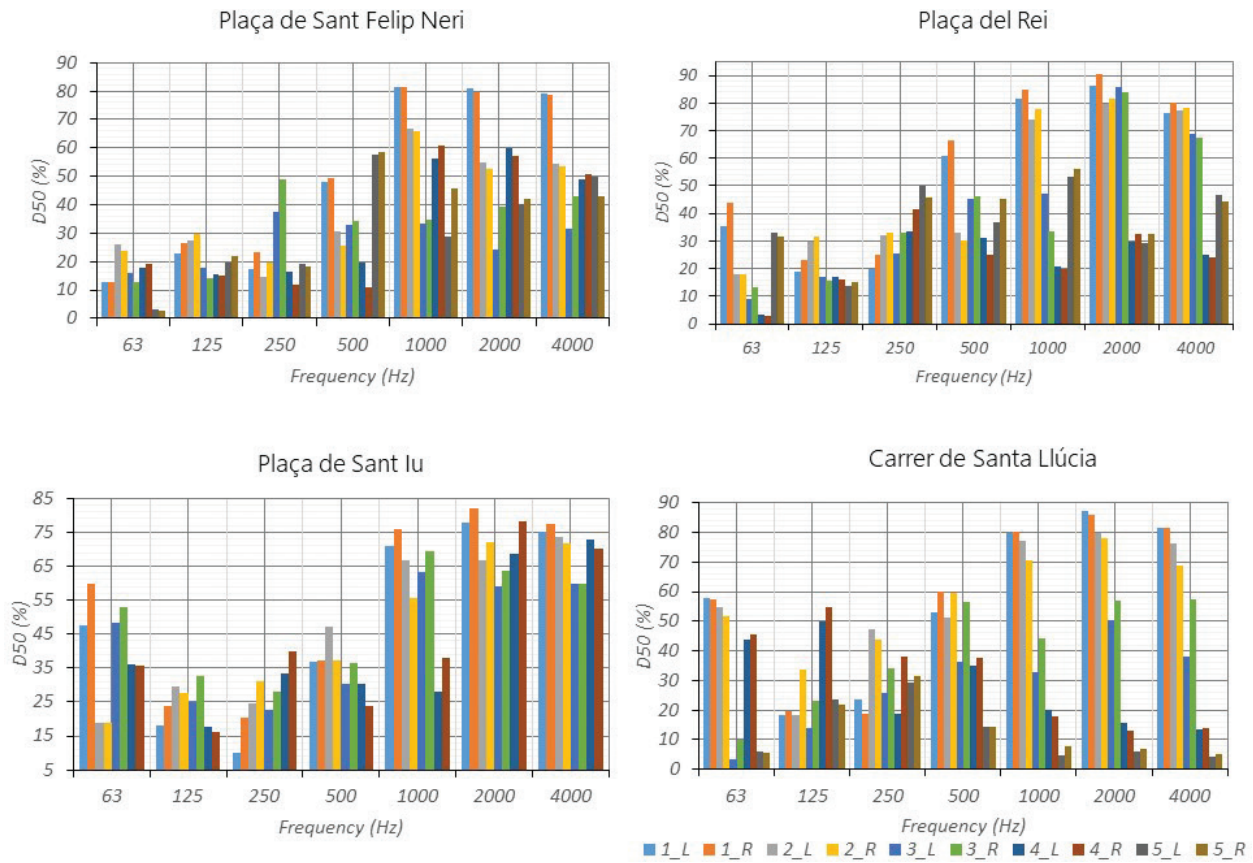 Plaça de Sant Felip Neri
90
80
70
60
50
40
30
20
10
0
D50 (%)
63 125 250 500 1000 2000 4000
Frequency (Hz)
Plaça del Rei
90
80
70
60
50
40
30
20
10
0
D50 (%)
63 125 250 500 1000 2000 4000
Frequency (Hz)
Plaça de Sant Iu
85
75
65
55
45
35
25
15
5
D50 (%)
63 125 250 500 1000 2000 4000
Frequency (Hz)
Carrer de Santa Llúcia
90
80
70
60
50
40
30
20
10
0
D50 (%)
63 125 250 500 1000 2000 4000
Frequency (Hz)
1_L 1_R 2_L 2_R 3_L 3_R 4_L 4_R 5_L 5_R